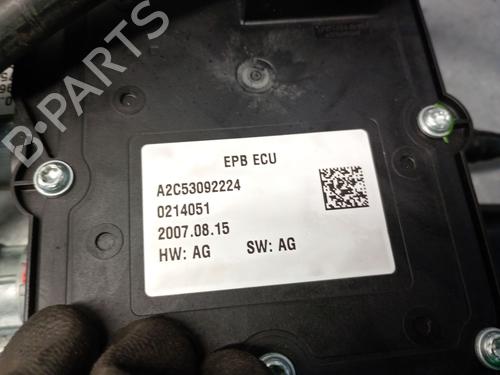 B-PARTS
EPB ECU
A2C53092224
0214051
2007.08.15
HW: AG SW: AG